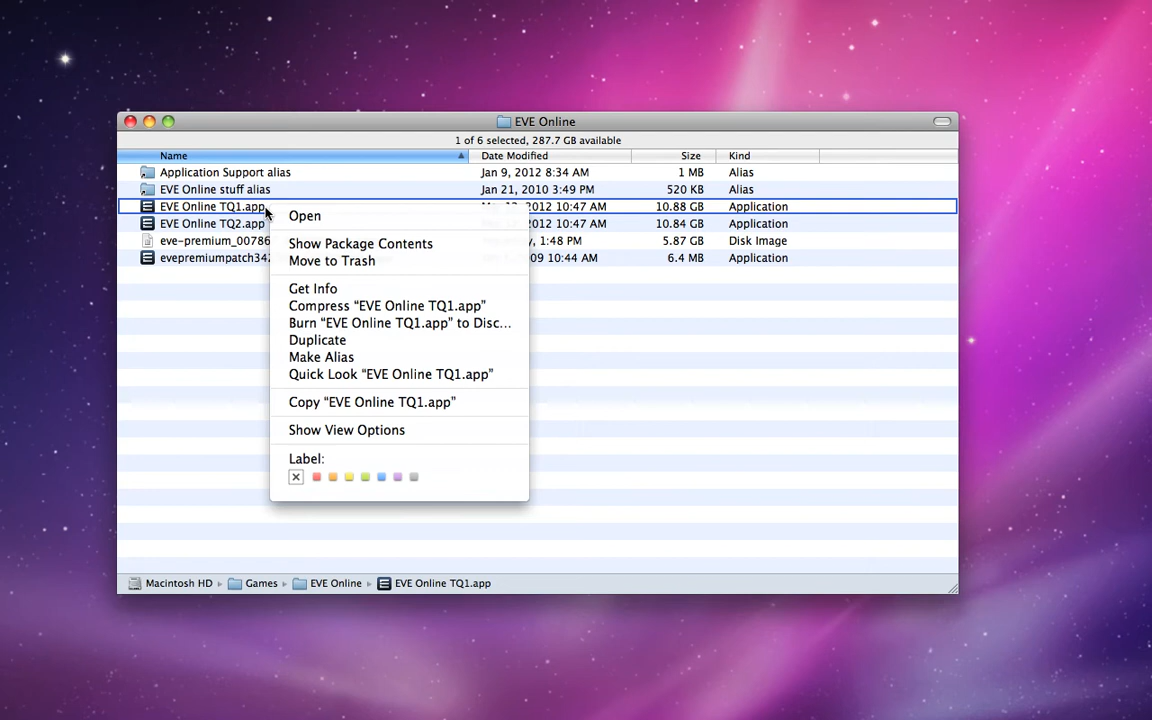 EVE Online
1 of 6 selected, 287.7 GB available
Name Date Modified Size Kind
Application Support alias Jan 9, 2012 8:34 AM 1 MB Alias
EVE Online stuff alias Jan 21, 2010 3:49 PM 520 KB Alias
EVE Online TQ1.app 2012 10:47 AM 10.88 GB Application
EVE Online TQ2.app 2012 10:47 AM 10.84 GB Application
eve-premium_00786 1:48 PM 5.87 GB Disk Image
evepremiumpatch342 10:44 AM 6.4 MB Application
Open
Show Package Contents
Move to Trash
Get Info
Compress “EVE Online TQ1.app”
Burn “EVE Online TQ1.app” to Disc...
Duplicate
Make Alias
Quick Look “EVE Online TQ1.app”
Copy “EVE Online TQ1.app”
Show View Options
Label:
Macintosh HD ▸ Games ▸ EVE Online ▸ EVE Online TQ1.app